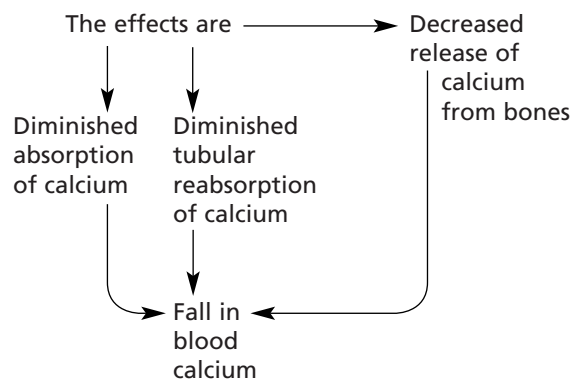 The effects are
Decreased
release of
calcium
from bones
Diminished
absorption
of calcium
Diminished
tubular
reabsorption
of calcium
Fall in
blood
calcium